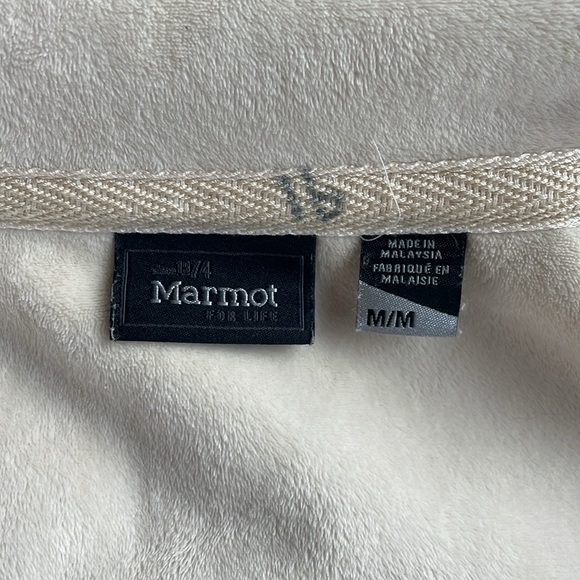 Since 1974
Marmot
FOR LIFE
MADE IN
MALAYSIA
FABRIQUÉ EN
MALAISIE
M/M